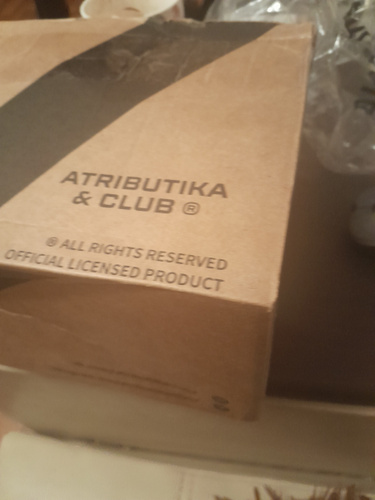 ATRIBUTIKA
& CLUB ®
® ALL RIGHTS RESERVED
OFFICIAL LICENSED PRODUCT